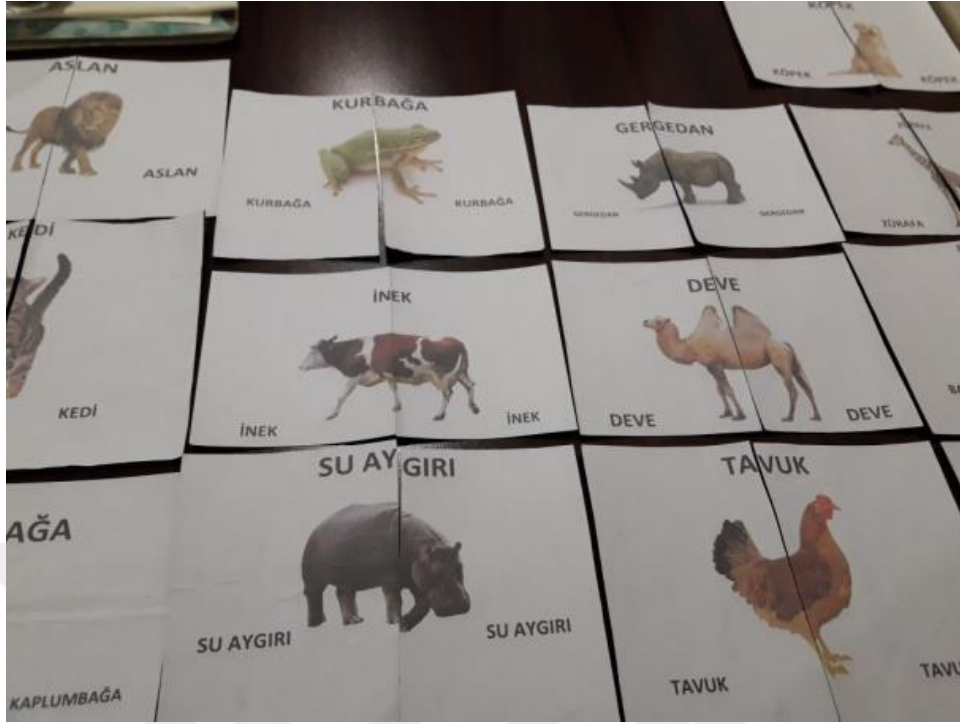 KÖPEK
KÖPEK
KÖPEK
ASLAN
ASLAN
KURBAĞA
KURBAĞA
KURBAĞA
GERGEDAN
GERGEDAN
GERGEDAN
KEDİ
KEDİ
İNEK
İNEK
İNEK
DEVE
DEVE
DEVE
AĞA
KAPLUMBAĞA
SU AYGIRI
SU AYGIRI
SU AYGIRI
TAVUK
TAVUK
TAVU